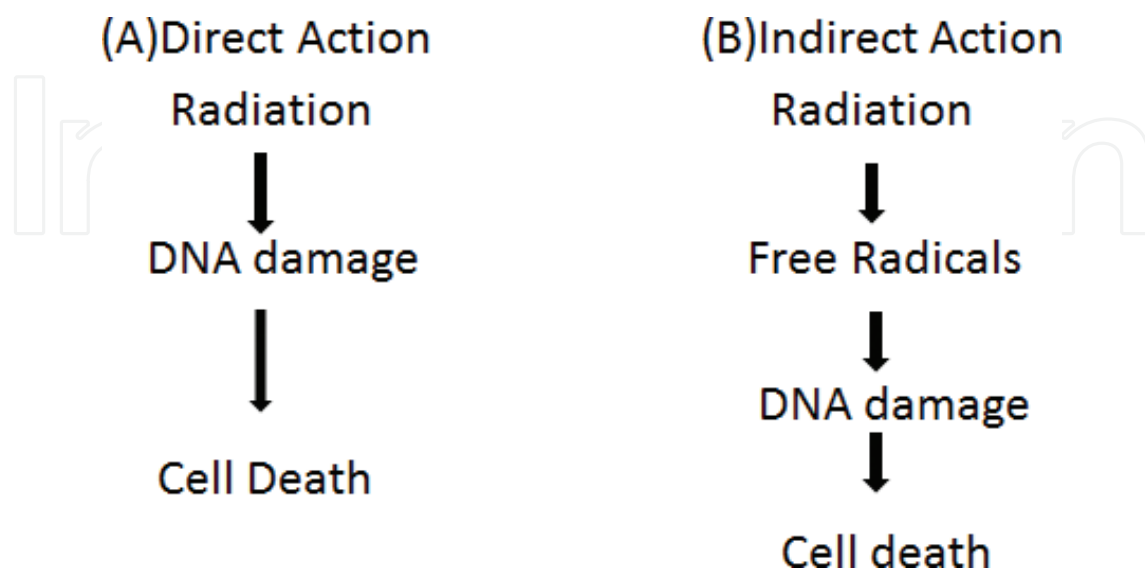 (A)Direct Action
Radiation
DNA damage
Cell Death
(B)Indirect Action
Radiation
Free Radicals
DNA damage
Cell death